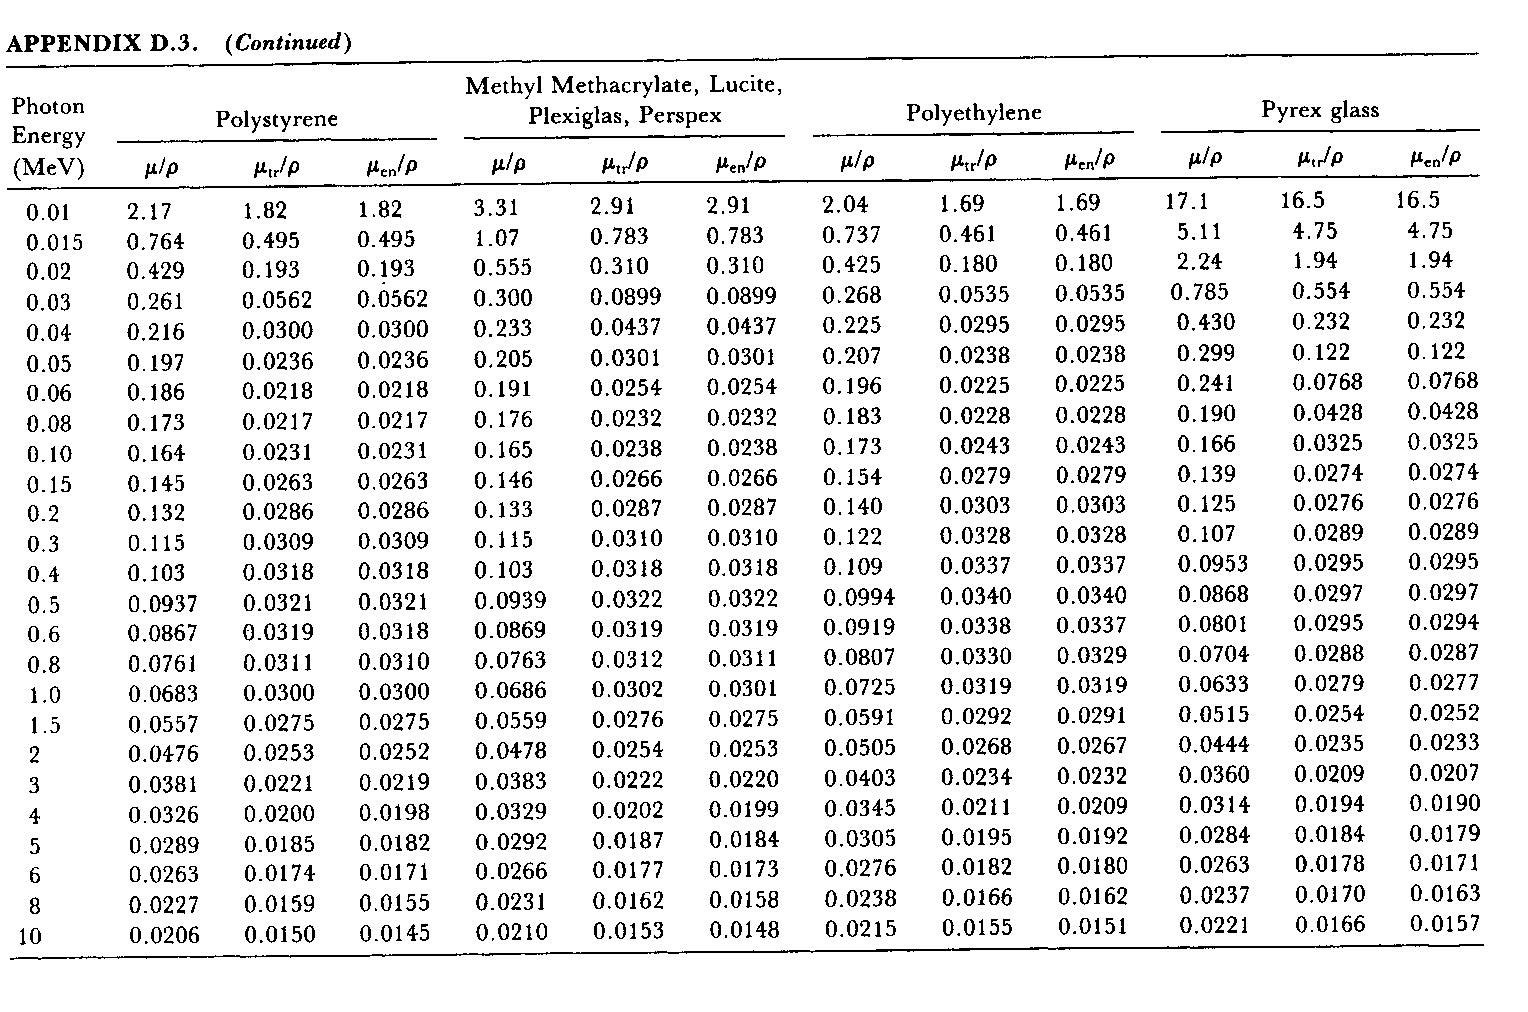 APPENDIX D.3. (Continued)
Methyl Methacrylate, Lucite,
Photon Polystyrene Plexiglas, Perspex Polyethylene Pyrex glass
Energy
(MeV) μ/ρ μtr/ρ μen/ρ μ/ρ μtr/ρ μen/ρ μ/ρ μtr/ρ μen/ρ μ/ρ μtr/ρ μen/ρ
0.01 2.17 1.82 1.82 3.31 2.91 2.91 2.04 1.69 1.69 17.1 16.5 16.5
0.015 0.764 0.495 0.495 1.07 0.783 0.783 0.737 0.461 0.461 5.11 4.75 4.75
0.02 0.429 0.193 0.193 0.555 0.310 0.310 0.425 0.180 0.180 2.24 1.94 1.94
0.03 0.261 0.0562 0.0562 0.300 0.0899 0.0899 0.268 0.0535 0.0535 0.785 0.554 0.554
0.04 0.216 0.0300 0.0300 0.233 0.0437 0.0437 0.225 0.0295 0.0295 0.430 0.232 0.232
0.05 0.197 0.0236 0.0236 0.205 0.0301 0.0301 0.207 0.0238 0.0238 0.299 0.122 0.122
0.06 0.186 0.0218 0.0218 0.191 0.0254 0.0254 0.196 0.0225 0.0225 0.241 0.0768 0.0768
0.08 0.173 0.0217 0.0217 0.176 0.0232 0.0232 0.183 0.0228 0.0228 0.190 0.0428 0.0428
0.10 0.164 0.0231 0.0231 0.165 0.0238 0.0238 0.173 0.0243 0.0243 0.166 0.0325 0.0325
0.15 0.145 0.0263 0.0263 0.146 0.0266 0.0266 0.154 0.0279 0.0279 0.139 0.0274 0.0274
0.2 0.132 0.0286 0.0286 0.133 0.0287 0.0287 0.140 0.0303 0.0303 0.125 0.0276 0.0276
0.3 0.115 0.0309 0.0309 0.115 0.0310 0.0310 0.122 0.0328 0.0328 0.107 0.0289 0.0289
0.4 0.103 0.0318 0.0318 0.103 0.0318 0.0318 0.109 0.0337 0.0337 0.0953 0.0295 0.0295
0.5 0.0937 0.0321 0.0321 0.0939 0.0322 0.0322 0.0994 0.0340 0.0340 0.0868 0.0297 0.0297
0.6 0.0867 0.0319 0.0318 0.0869 0.0319 0.0319 0.0919 0.0338 0.0337 0.0801 0.0295 0.0294
0.8 0.0761 0.0311 0.0310 0.0763 0.0312 0.0311 0.0807 0.0330 0.0329 0.0704 0.0288 0.0287
1.0 0.0683 0.0300 0.0300 0.0686 0.0302 0.0301 0.0725 0.0319 0.0319 0.0633 0.0279 0.0277
1.5 0.0557 0.0275 0.0275 0.0559 0.0276 0.0275 0.0591 0.0292 0.0291 0.0515 0.0254 0.0252
2 0.0476 0.0253 0.0252 0.0478 0.0254 0.0253 0.0505 0.0268 0.0267 0.0444 0.0235 0.0233
3 0.0381 0.0221 0.0219 0.0383 0.0222 0.0220 0.0403 0.0234 0.0232 0.0360 0.0209 0.0207
4 0.0326 0.0200 0.0198 0.0329 0.0202 0.0199 0.0345 0.0211 0.0209 0.0314 0.0194 0.0190
5 0.0289 0.0185 0.0182 0.0292 0.0187 0.0184 0.0305 0.0195 0.0192 0.0284 0.0184 0.0179
6 0.0263 0.0174 0.0171 0.0266 0.0177 0.0173 0.0276 0.0182 0.0180 0.0263 0.0178 0.0171
8 0.0227 0.0159 0.0155 0.0231 0.0162 0.0158 0.0238 0.0166 0.0162 0.0237 0.0170 0.0163
10 0.0206 0.0150 0.0145 0.0210 0.0153 0.0148 0.0215 0.0155 0.0151 0.0221 0.0166 0.0157